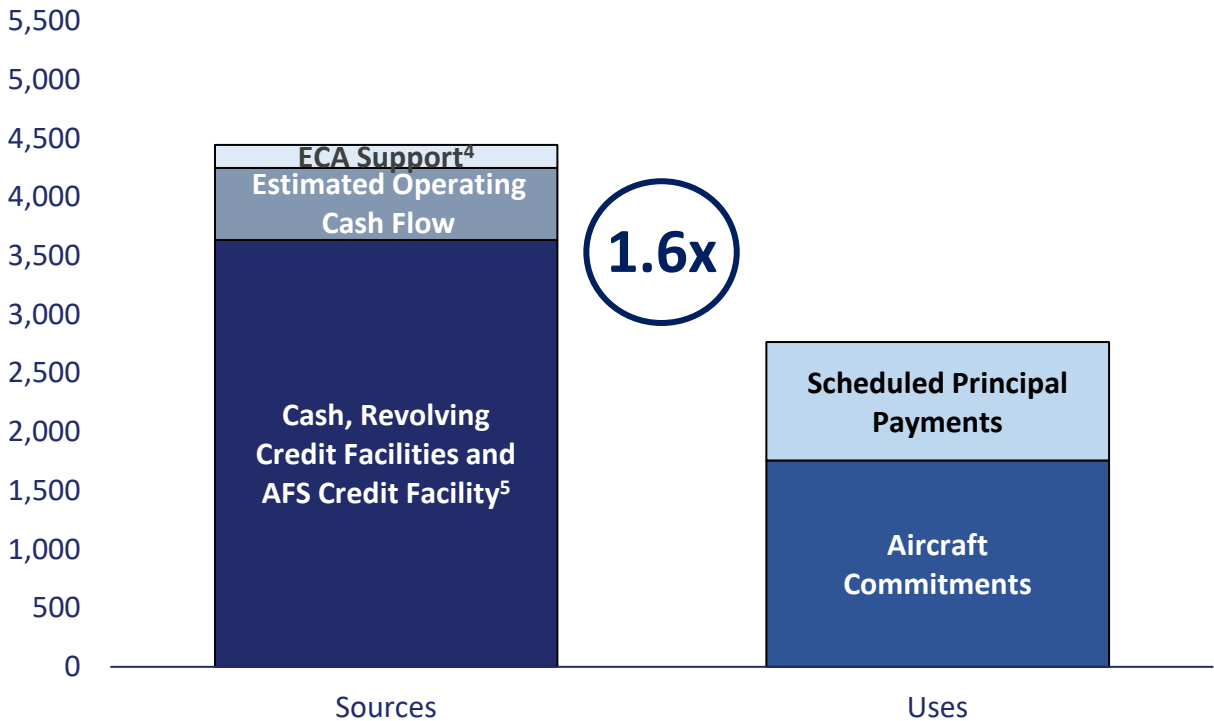 5,500
5,000
4,500
4,000
3,500
3,000
2,500
2,000
1,500
1,000
500
0
ECA Support⁴
Estimated Operating
Cash Flow
Cash, Revolving
Credit Facilities and
AFS Credit Facility⁵
1.6x
Scheduled Principal
Payments
Aircraft
Commitments
Sources
Uses